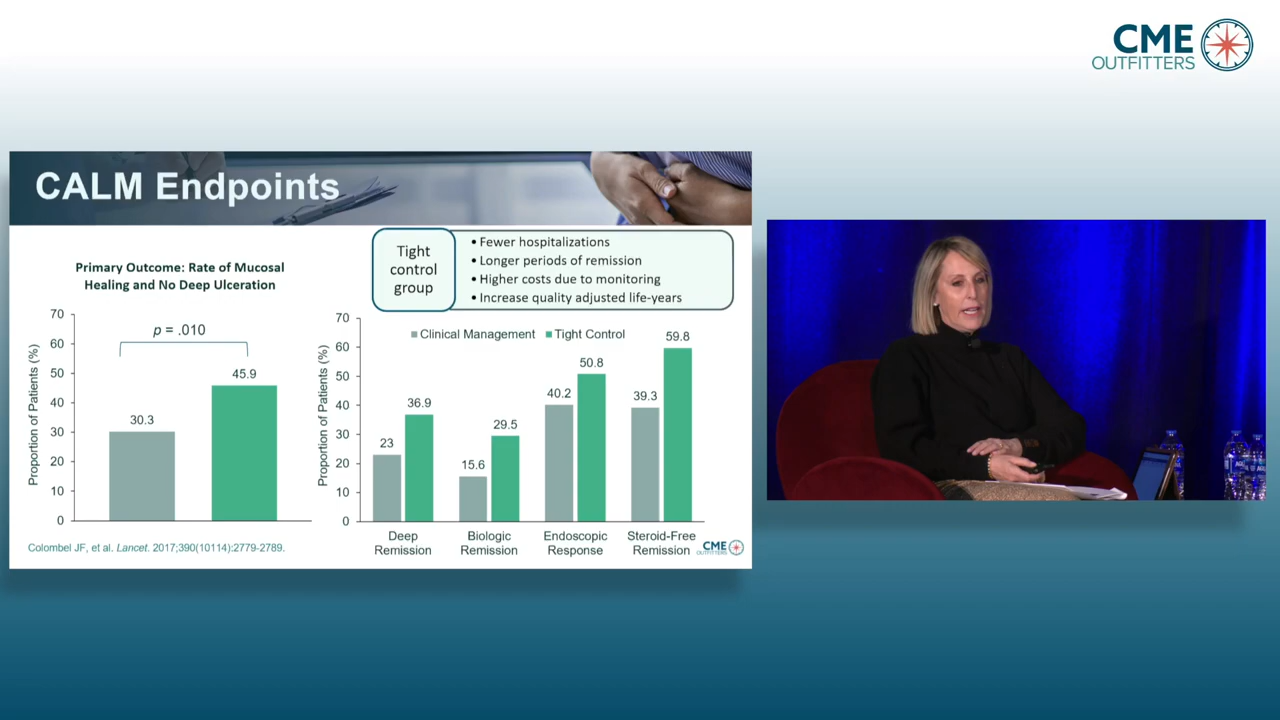 CME
OUTFITTERS
CALM Endpoints
Primary Outcome: Rate of Mucosal
Healing and No Deep Ulceration
Proportion of Patients (%)
70
60
50
40
30
20
10
0
p = .010
30.3
45.9
Tight
control
group
• Fewer hospitalizations
• Longer periods of remission
• Higher costs due to monitoring
• Increase quality adjusted life-years
Proportion of Patients (%)
70
60
50
40
30
20
10
0
Clinical Management
Tight Control
23
36.9
15.6
29.5
40.2
50.8
39.3
59.8
Deep
Remission
Biologic
Remission
Endoscopic
Response
Steroid-Free
Remission
Colombel JF, et al. Lancet. 2017;390(10114):2779-2789.
CME
OUTFITTERS